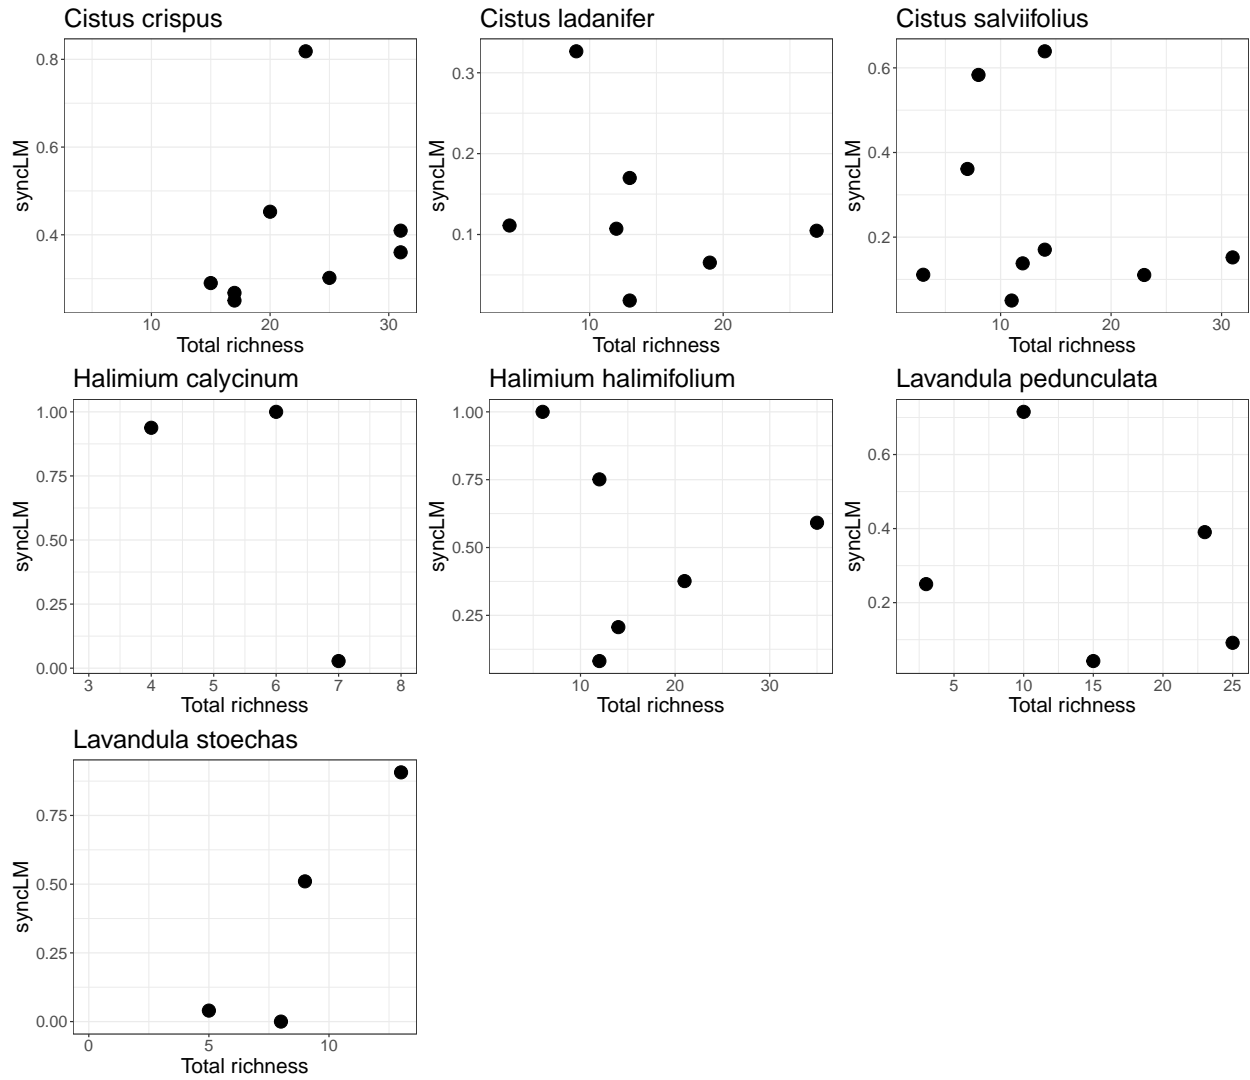 Cistus crispus
0.8
0.6
0.4
syncLM
10 20 30
Total richness
Cistus ladanifer
0.3
0.2
0.1
syncLM
10 20
Total richness
Cistus salviifolius
0.6
0.4
0.2
syncLM
10 20 30
Total richness
Halimium calycinum
1.00
0.75
0.50
0.25
0.00
syncLM
3 4 5 6 7 8
Total richness
Halimium halimifolium
1.00
0.75
0.50
0.25
syncLM
10 20 30
Total richness
Lavandula pedunculata
0.6
0.4
0.2
syncLM
5 10 15 20 25
Total richness
Lavandula stoechas
0.75
0.50
0.25
0.00
syncLM
0 5 10
Total richness